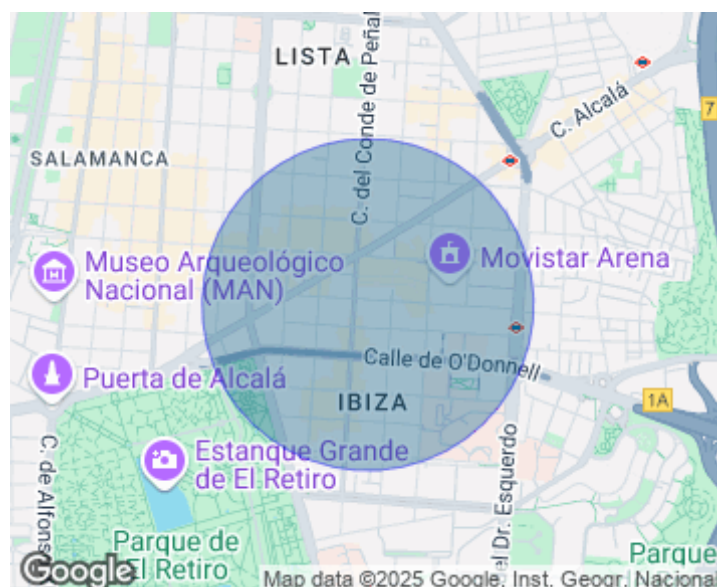 LISTA
C. del Conde de Peñal
C. Alcalá
7
SALAMANCA
Museo Arqueológico
Nacional (MAN)
Movistar Arena
Puerta de Alcalá
Calle de O'Donnell
IBIZA
1A
C. de Alfons
Estanque Grande
de El Retiro
el Dr. Esquerdo
Parque de
El Retiro
Parque
Google
Map data ©2025 Google, Inst. Geogr. Nacional